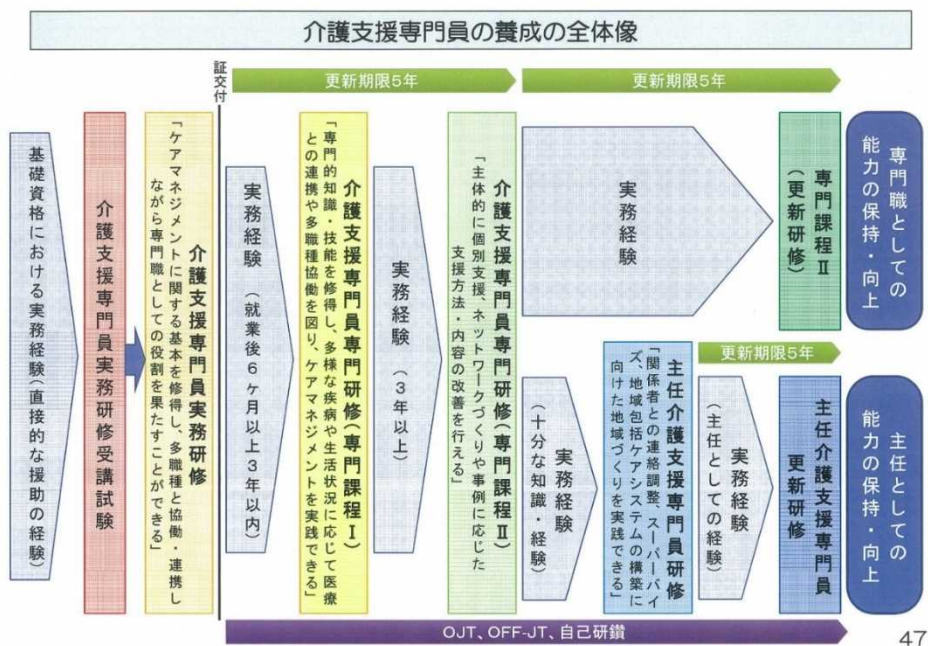 介護支援専門員の養成の全体像
証交付
更新期限5年
更新期限5年
基礎資格における実務経験(直接的な援助の経験)
介護支援専門員実務研修受講試験
介護支援専門員実務研修
「ケアマネジメントに関する基本を修得し、多職種と協働・連携し
ながら専門職としての役割を果たすことができる」
実務経験
(就業後6ケ月以上3年以内)
介護支援専門員専門研修(専門課程Ⅰ)
「専門的知識・技能を修得し、多様な疾病や生活状況に応じて医療
との連携や多職種協働を図り、ケアマネジメントを実践できる」
実務経験
(3年以上)
介護支援専門員専門研修(専門課程Ⅱ)
「主体的に個別支援、ネットワークづくりや事例に応じた
支援方法・内容の改善を行える」
実務経験
専門課程Ⅱ
(更新研修)
専門職としての
能力の保持・向上
実務経験
(十分な知識・経験)
主任介護支援専門員研修
「関係者との連絡調整、スーパーバイ
ズ、地域包括ケアシステムの構築に
向けた地域づくりを実践できる」
更新期限5年
実務経験
(主任としての経験)
主任介護支援専門員
更新研修
主任としての
能力の保持・向上
OJT、OFF-JT、自己研鑽
47